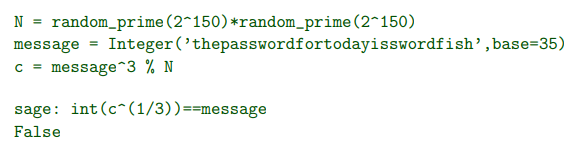 N = random_prime(2^150)*random_prime(2^150)
message = Integer('thepasswordfortodayisswordfish',base=35)
c = message^3 % N
sage: int(c^(1/3))==message
False